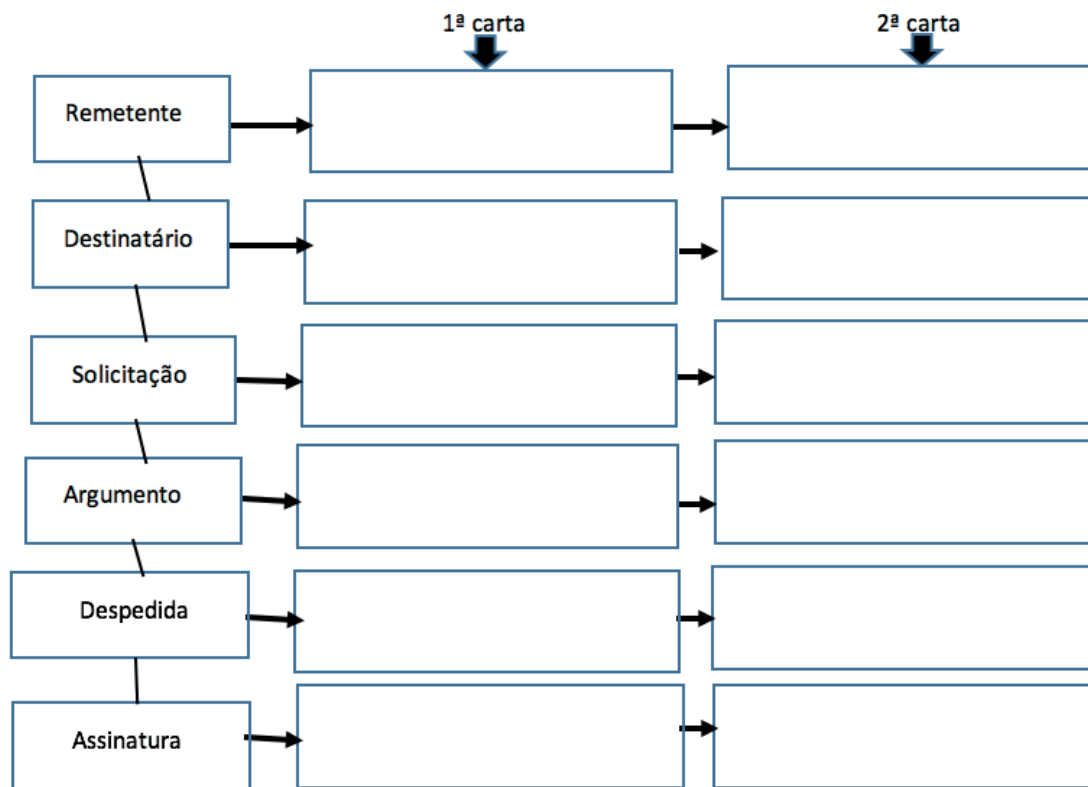 1ª carta
2ª carta
Remetente
Destinatário
Solicitação
Argumento
Despedida
Assinatura